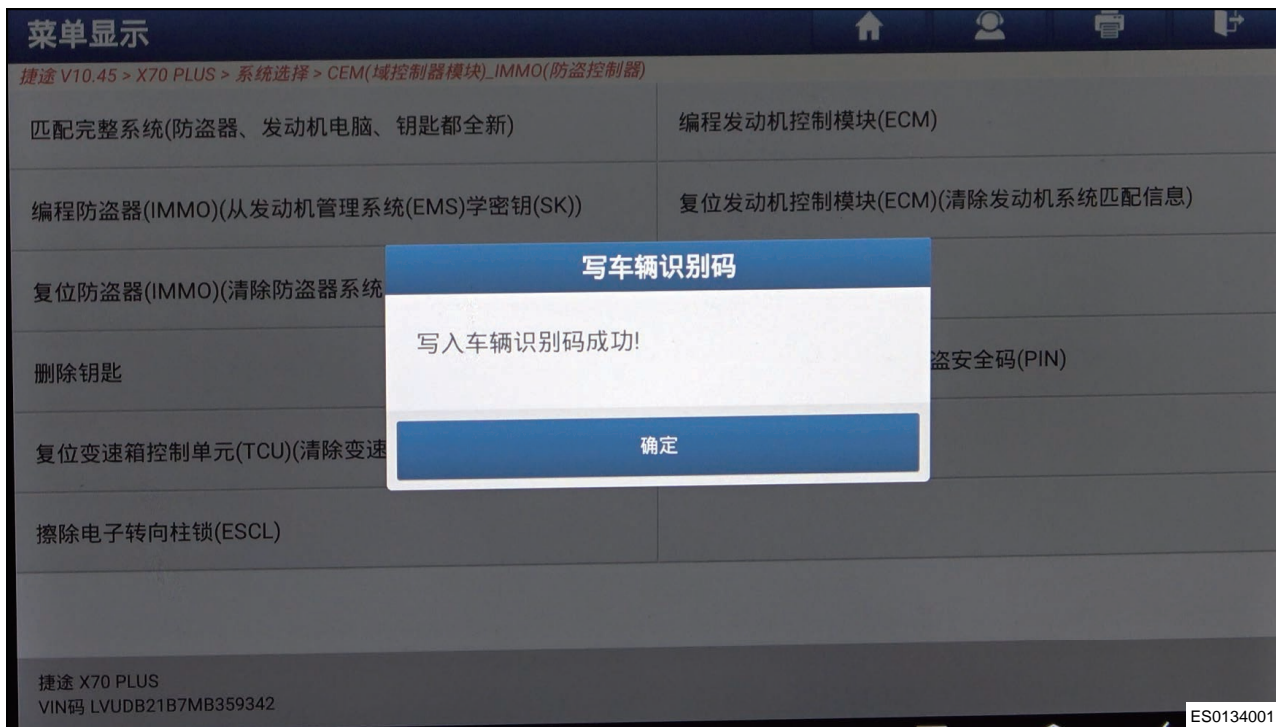 菜单显示
捷途 V10.45 > X70 PLUS > 系统选择 > CEM(域控制器模块)_IMMO(防盗控制器)
匹配完整系统(防盗器、发动机电脑、钥匙都全新)
编程发动机控制模块(ECM)
编程防盗器(IMMO)(从发动机管理系统(EMS)学密钥(SK))
复位发动机控制模块(ECM)(清除发动机系统匹配信息)
写车辆识别码
复位防盗器(IMMO)(清除防盗器系统
写入车辆识别码成功!
删除钥匙
盗安全码(PIN)
复位变速箱控制单元(TCU)(清除变速
确定
擦除电子转向柱锁(ESCL)
捷途 X70 PLUS
VIN码 LVUDB21B7MB359342
ES0134001